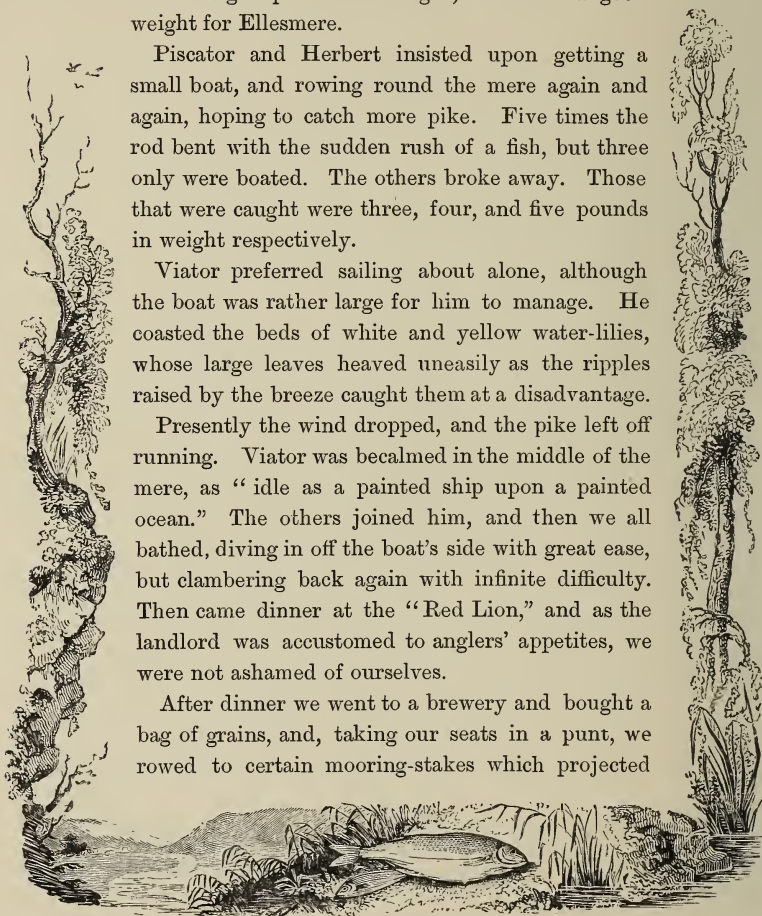 weight for Ellesmere.
Piscator and Herbert insisted upon getting a
small boat, and rowing round the mere again and
again, hoping to catch more pike. Five times the
rod bent with the sudden rush of a fish, but three
only were boated. The others broke away. Those
that were caught were three, four, and five pounds
in weight respectively.
Viator preferred sailing about alone, although
the boat was rather large for him to manage. He
coasted the beds of white and yellow water-lilies,
whose large leaves heaved uneasily as the ripples
raised by the breeze caught them at a disadvantage.
Presently the wind dropped, and the pike left off
running. Viator was becalmed in the middle of the
mere, as “ idle as a painted ship upon a painted
ocean.” The others joined him, and then we all
bathed, diving in off the boat’s side with great ease,
but clambering back again with infinite difficulty.
Then came dinner at the “Red Lion,” and as the
landlord was accustomed to anglers’ appetites, we
were not ashamed of ourselves.
After dinner we went to a brewery and bought a
bag of grains, and, taking our seats in a punt, we
rowed to certain mooring-stakes which projected